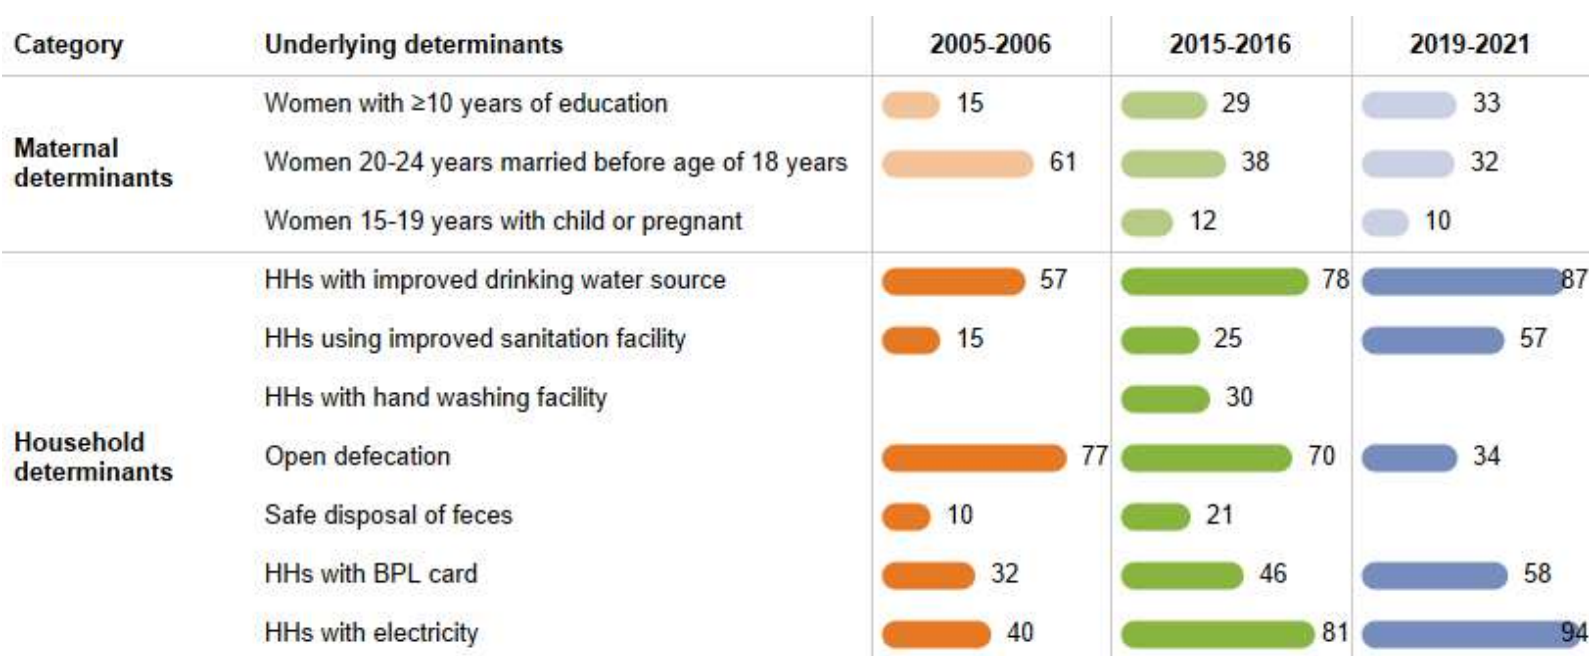 Category Underlying determinants 2005-2006 2015-2016 2019-2021
Maternal determinants
Women with ≥10 years of education 15 29 33
Women 20-24 years married before age of 18 years 61 38 32
Women 15-19 years with child or pregnant 12 10
Household determinants
HHs with improved drinking water source 57 78 87
HHs using improved sanitation facility 15 25 57
HHs with hand washing facility 30
Open defecation 77 70 34
Safe disposal of feces 10 21
HHs with BPL card 32 46 58
HHs with electricity 40 81 94